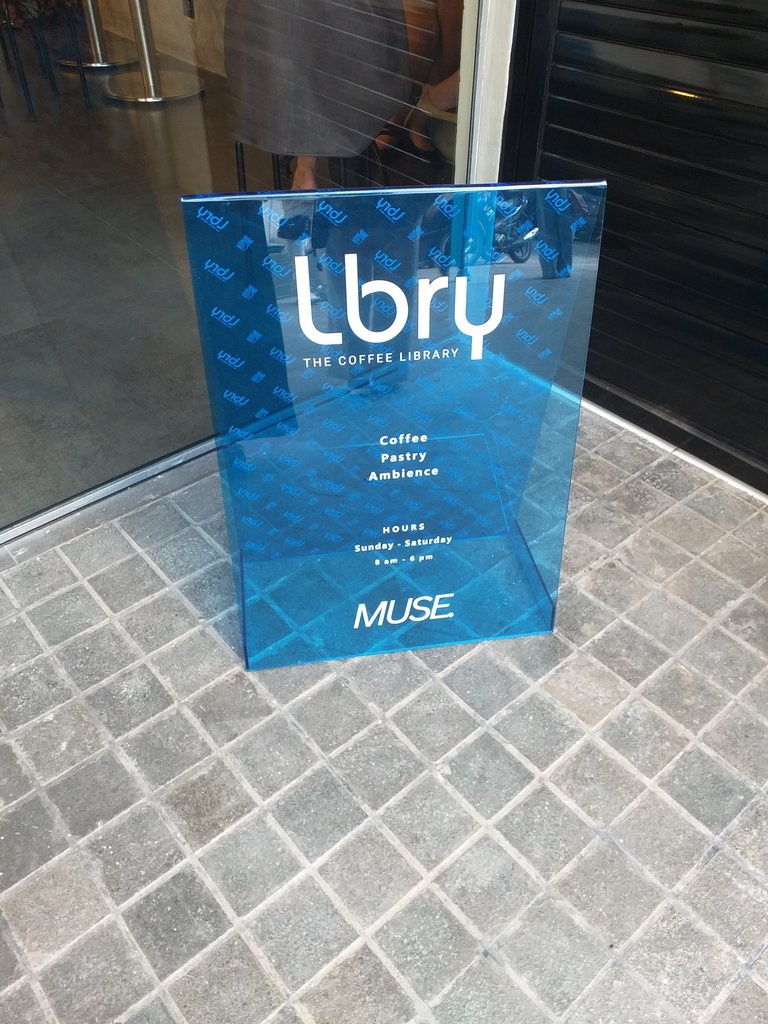 Lbry
THE COFFEE LIBRARY
Coffee
Pastry
Ambience
HOURS
Sunday - Saturday
8 am - 6 pm
MUSE.